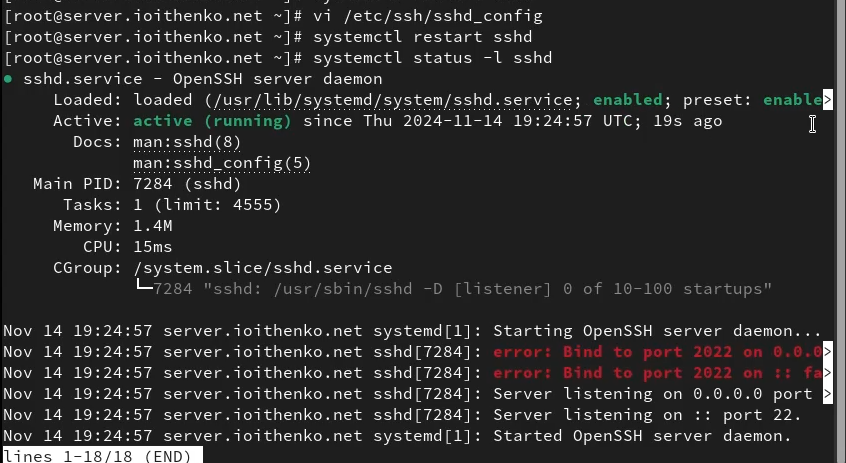 [root@server.ioithenko.net ~]# vi /etc/ssh/sshd_config
[root@server.ioithenko.net ~]# systemctl restart sshd
[root@server.ioithenko.net ~]# systemctl status -l sshd
● sshd.service - OpenSSH server daemon
Loaded: loaded (/usr/lib/systemd/system/sshd.service; enabled; preset: enable>
Active: active (running) since Thu 2024-11-14 19:24:57 UTC; 19s ago
Docs: man:sshd(8)
man:sshd_config(5)
Main PID: 7284 (sshd)
Tasks: 1 (limit: 4555)
Memory: 1.4M
CPU: 15ms
CGroup: /system.slice/sshd.service
└─7284 "sshd: /usr/sbin/sshd -D [listener] 0 of 10-100 startups"
Nov 14 19:24:57 server.ioithenko.net systemd[1]: Starting OpenSSH server daemon...
Nov 14 19:24:57 server.ioithenko.net sshd[7284]: error: Bind to port 2022 on 0.0.0>
Nov 14 19:24:57 server.ioithenko.net sshd[7284]: error: Bind to port 2022 on :: fa>
Nov 14 19:24:57 server.ioithenko.net sshd[7284]: Server listening on 0.0.0.0 port >
Nov 14 19:24:57 server.ioithenko.net sshd[7284]: Server listening on :: port 22.
Nov 14 19:24:57 server.ioithenko.net systemd[1]: Started OpenSSH server daemon.
lines 1-18/18 (END)